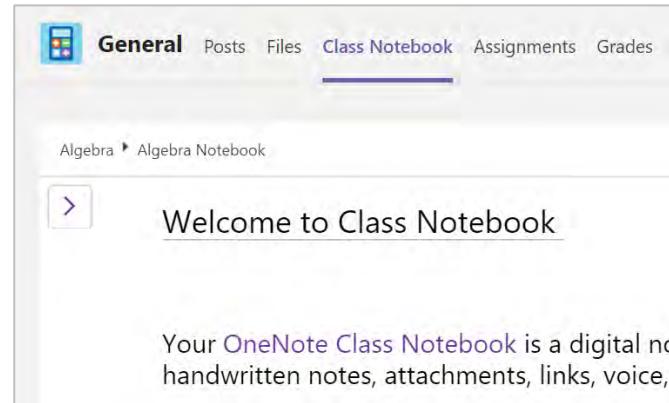 General Posts Files Class Notebook Assignments Grades
Algebra Algebra Notebook
Welcome to Class Notebook
Your OneNote Class Notebook is a digital
handwritten notes, attachments, links, voice,